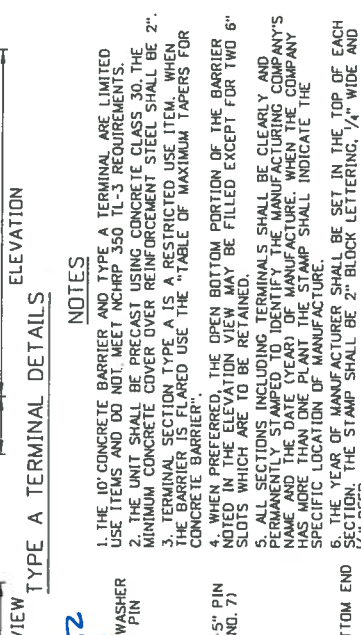 VIEW
ELEVATION
TYPE A TERMINAL DETAILS
NOTES
1. THE 10' CONCRETE BARRIER AND TYPE A TERMINAL ARE LIMITED
USE ITEMS AND DO NOT MEET NCHRP 350 TL-3 REQUIREMENTS.
2. THE UNIT SHALL BE PRECAST USING CONCRETE CLASS 30. THE
MINIMUM CONCRETE COVER OVER REINFORCEMENT STEEL SHALL BE 2".
3. TERMINAL SECTION TYPE A IS A RESTRICTED USE ITEM. WHEN
THE BARRIER IS FLARED USE THE "TABLE OF MAXIMUM TAPERS FOR
CONCRETE BARRIER".
4. WHEN PREFERRED, THE OPEN BOTTOM PORTION OF THE BARRIER
NOTED IN THE ELEVATION VIEW MAY BE FILLED EXCEPT FOR TWO 6"
SLOTS WHICH ARE TO BE RETAINED.
5. ALL SECTIONS INCLUDING TERMINALS SHALL BE CLEARLY AND
PERMANENTLY STAMPED TO IDENTIFY THE MANUFACTURING COMPANY'S
NAME AND THE DATE (YEAR) OF MANUFACTURE. WHEN THE COMPANY
HAS MORE THAN ONE PLANT THE STAMP SHALL INDICATE THE
SPECIFIC LOCATION OF MANUFACTURE.
6. THE YEAR OF MANUFACTURER SHALL BE SET IN THE TOP OF EACH
SECTION. THE STAMP SHALL BE 2" BLOCK LETTERING, 1/4" WIDE AND
WASHER
PIN
5" PIN
NO. 7)
TOM END